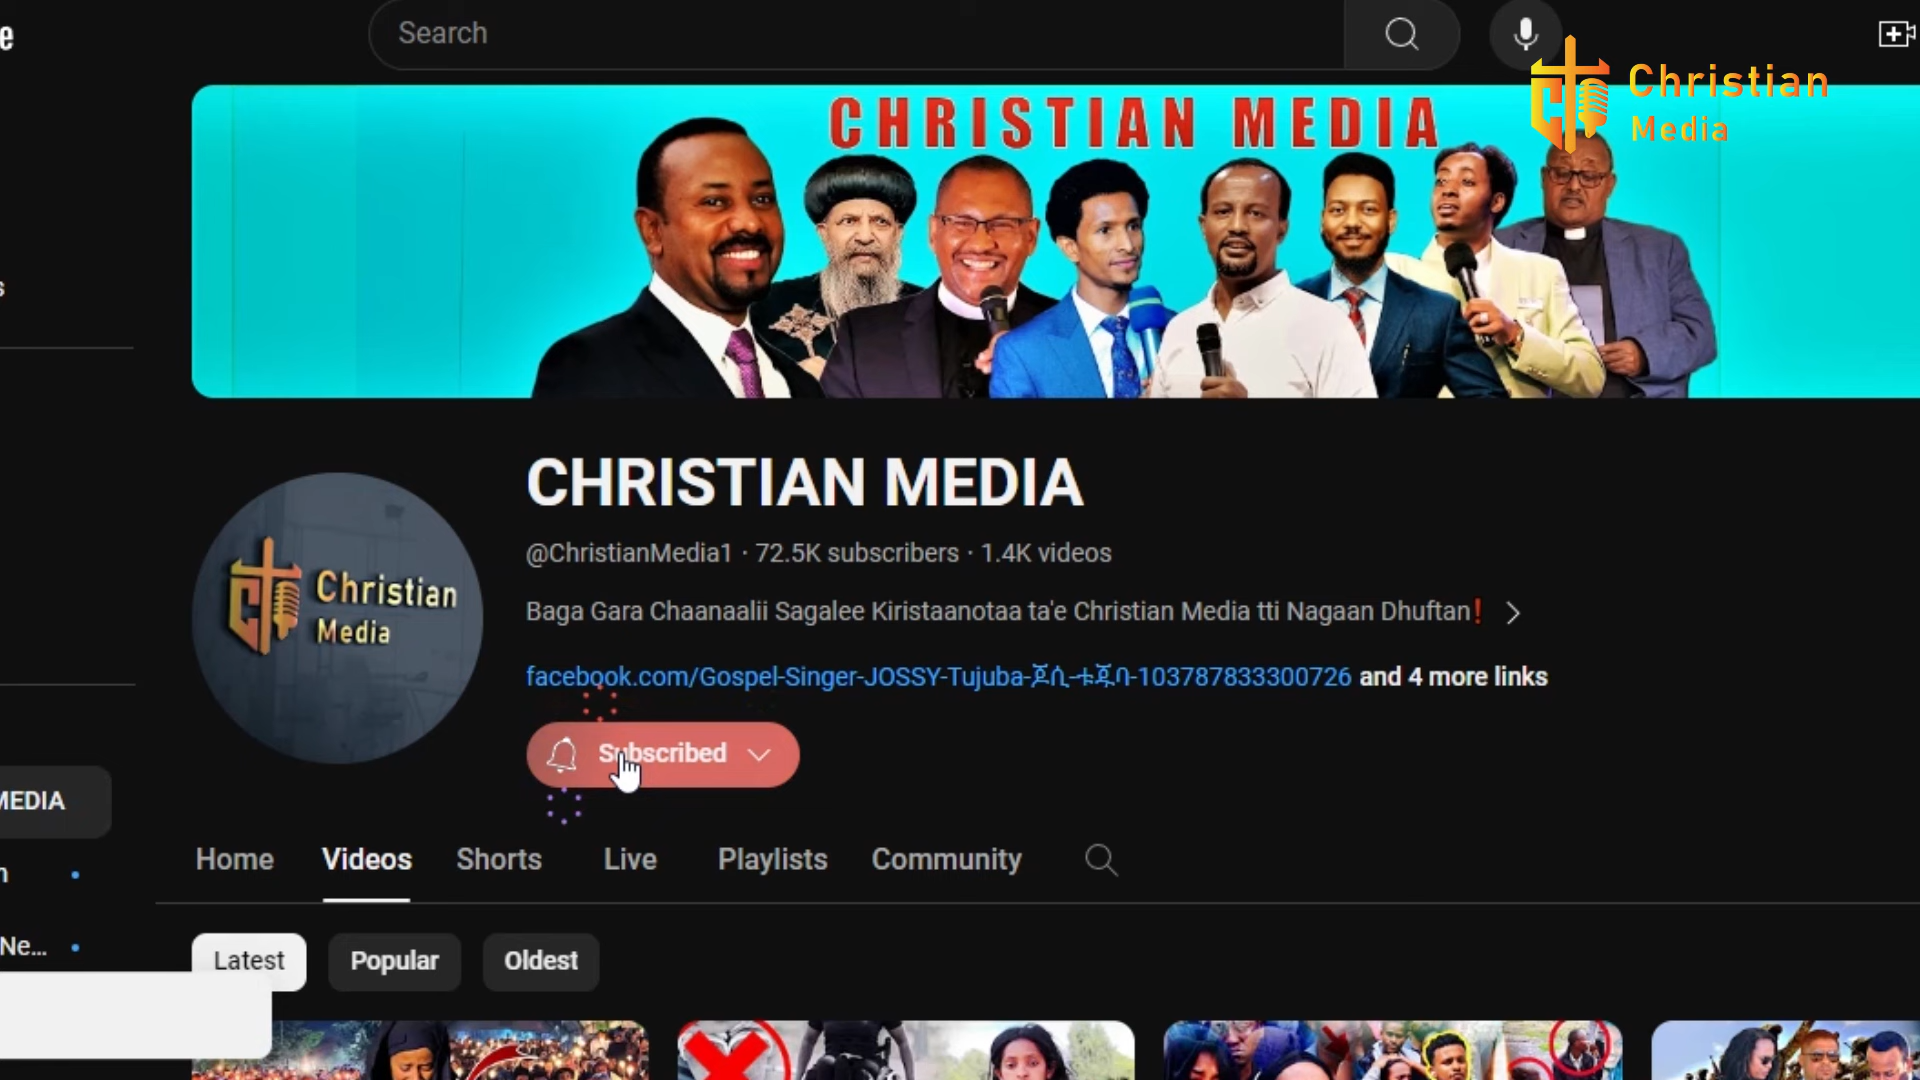 e
Search
Christian
Media
CHRISTIAN MEDIA
s
CHRISTIAN MEDIA
@ChristianMedia1 · 72.5K subscribers · 1.4K videos
Christian
Media
Baga Gara Chaanaalii Sagalee Kiristaanotaa ta'e Christian Media tti Nagaan Dhuftan❗
facebook.com/Gospel-Singer-JOSSY-Tujuba-ጆሲ-ቱጁባ-103787833300726 and 4 more links
Subscribed
MEDIA
Home Videos Shorts Live Playlists Community
n
Ne...
Latest Popular Oldest